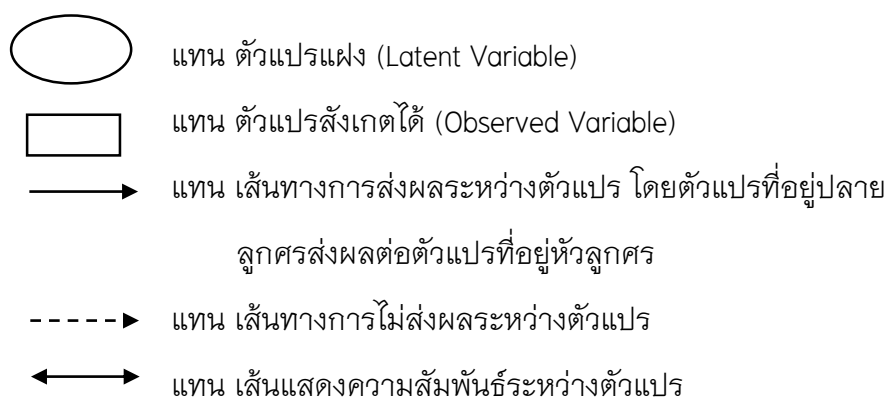 แทน ตัวแปรแฝง (Latent Variable)
แทน ตัวแปรสังเกตได้ (Observed Variable)
แทน เส้นทางการส่งผลระหว่างตัวแปร โดยตัวแปรที่อยู่ปลาย
ลูกศรส่งผลต่อตัวแปรที่อยู่หัวลูกศร
แทน เส้นทางการไม่ส่งผลระหว่างตัวแปร
แทน เส้นแสดงความสัมพันธ์ระหว่างตัวแปร